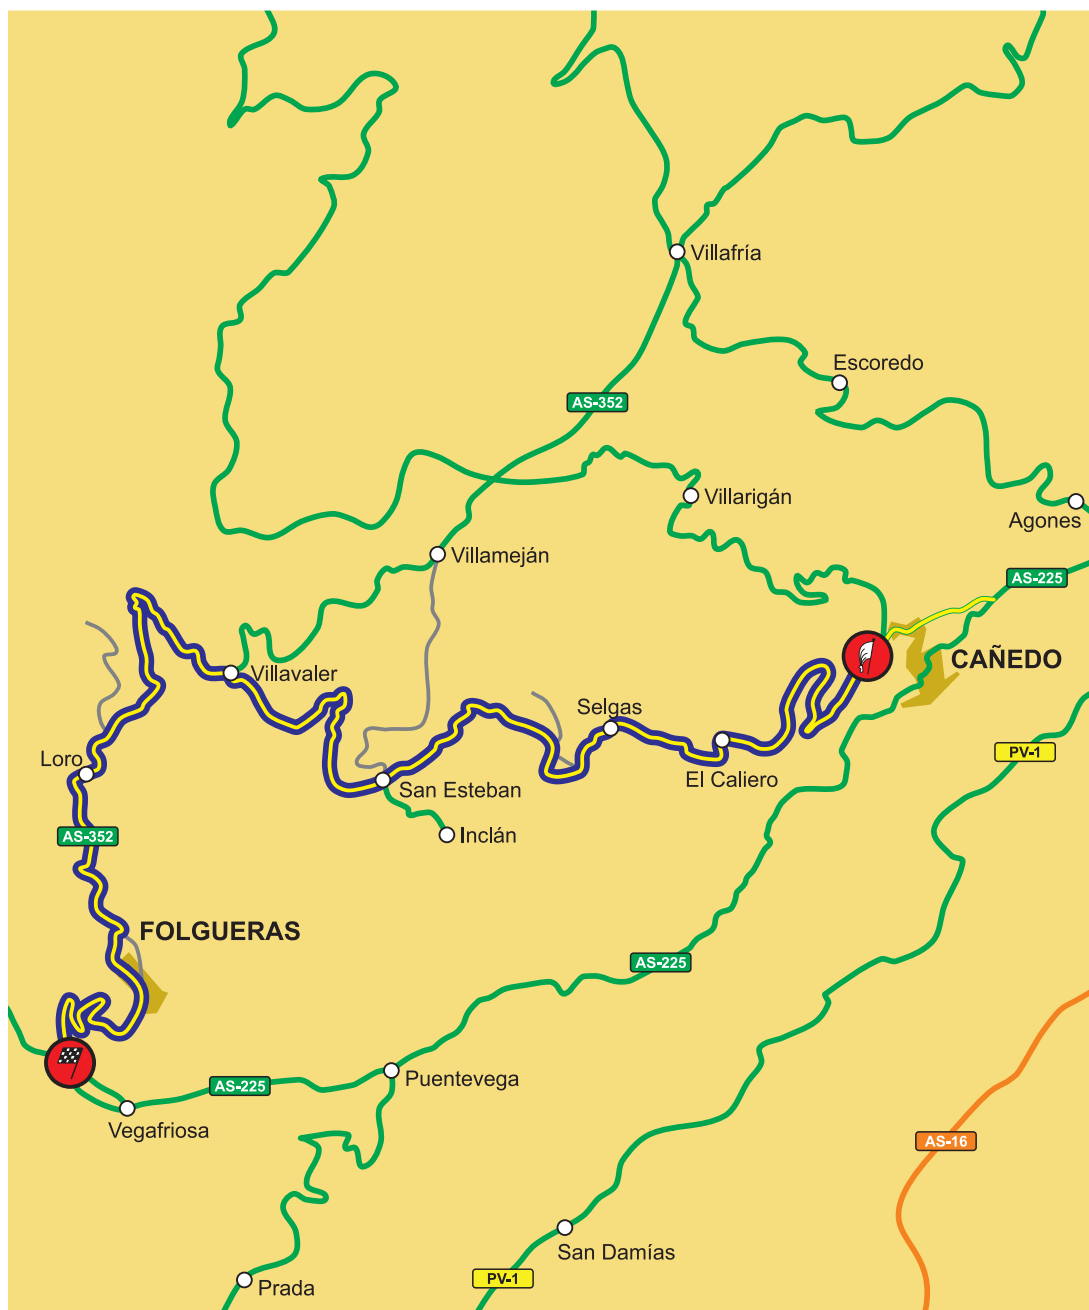 Villafría
Escoredo
AS-352
Villarigán
Agones
Villameján
AS-225
CAÑEDO
Villavaler
Selgas
PV-1
Loro
El Caliero
San Esteban
AS-352
Inclán
FOLGUERAS
AS-225
Puentevega
AS-225
Vegafriosa
AS-16
San Damías
PV-1
Prada